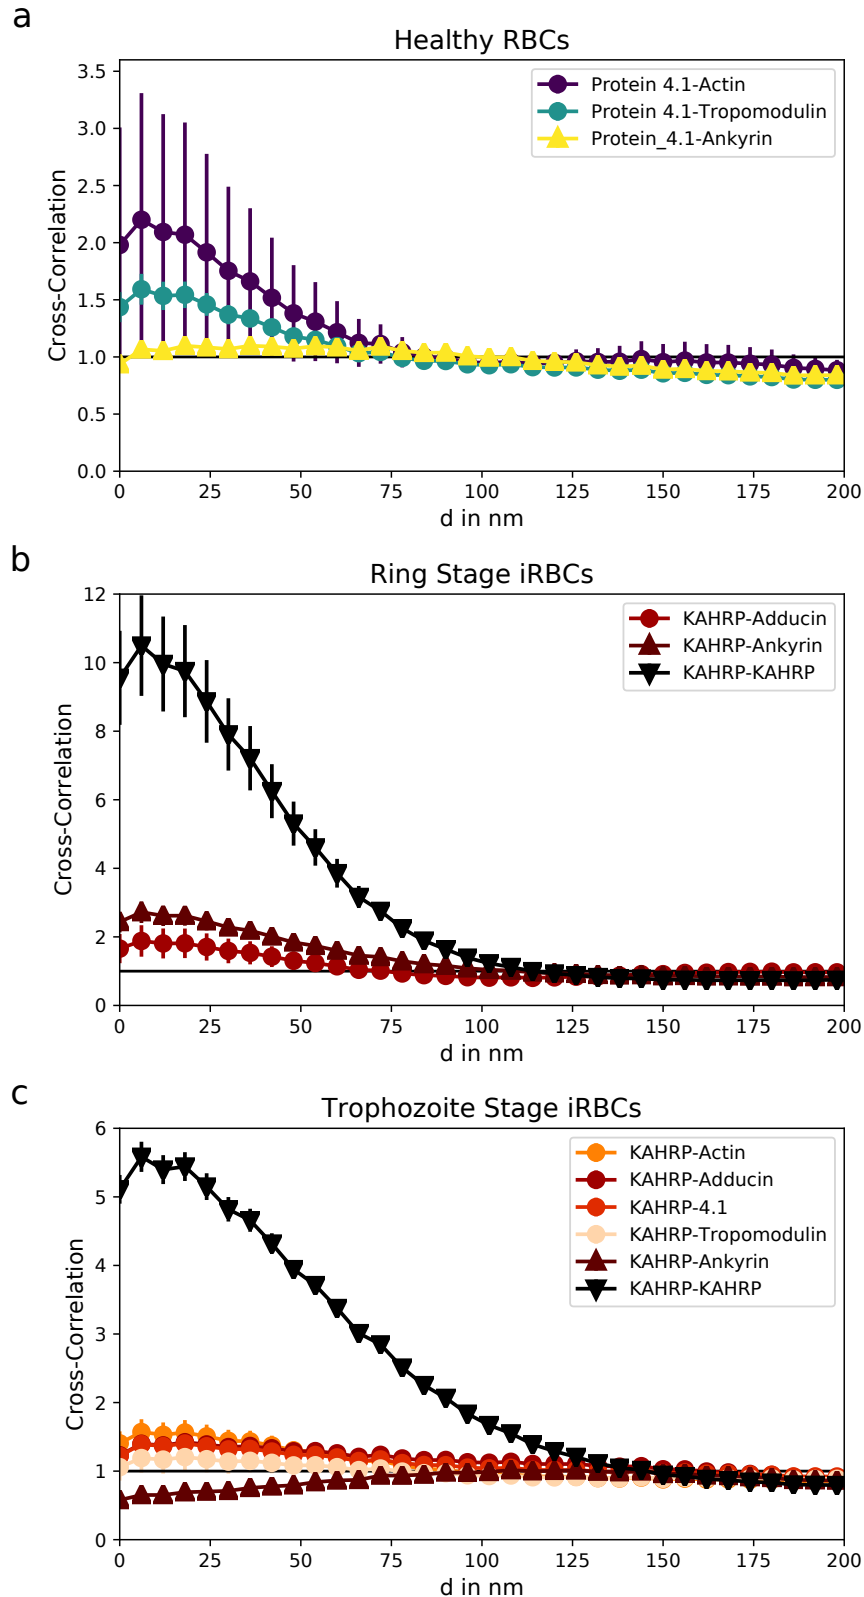 a
Healthy RBCs
Cross-Correlation
3.5
3.0
2.5
2.0
1.5
1.0
0.5
0.0
Protein 4.1-Actin
Protein 4.1-Tropomodulin
Protein_4.1-Ankyrin
0 25 50 75 100 125 150 175 200
d in nm
b
Ring Stage iRBCs
Cross-Correlation
12
10
8
6
4
2
0
KAHRP-Adducin
KAHRP-Ankyrin
KAHRP-KAHRP
0 25 50 75 100 125 150 175 200
d in nm
c
Trophozoite Stage iRBCs
Cross-Correlation
6
5
4
3
2
1
0
KAHRP-Actin
KAHRP-Adducin
KAHRP-4.1
KAHRP-Tropomodulin
KAHRP-Ankyrin
KAHRP-KAHRP
0 25 50 75 100 125 150 175 200
d in nm